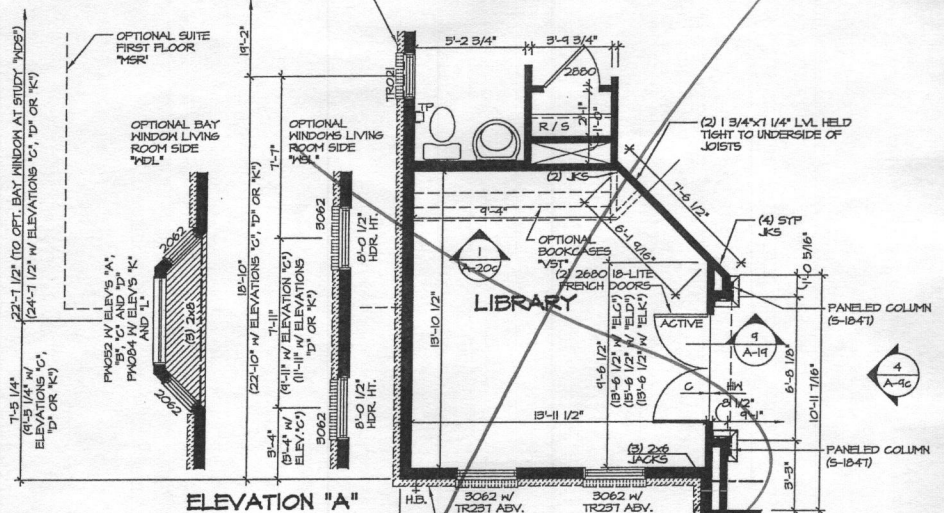 OPTIONAL SUITE
FIRST FLOOR
"MSR"
22'-7 1/2" (TO OPT. BAY WINDOW AT STUDY "WDS")
(24'-7 1/2" W/ ELEVATIONS "C", "D" OR "K")
7'-5 1/4"
(9'-5 1/4" W/
ELEVATIONS "C",
"D" OR "K")
OPTIONAL BAY
WINDOW LIVING
ROOM SIDE
"WDL"
2062
(3) 2x8
2062
PW052 W/ ELEV'S "A",
"B", "C" AND "D"
PW084 W/ ELEV'S "K"
AND "L"
19'-2"
18'-10"
(22'-10" W/ ELEVATIONS "C", "D" OR "K")
OPTIONAL
WINDOWS LIVING
ROOM SIDE
7'-7"
7'-11"
(9'-11" W/ ELEVATION "C")
(11'-11" W/ ELEVATIONS
"D" OR "K")
3'-4"
(5'-4" W/
ELEV. "C")
3062
8'-0 1/2"
HDR. HT.
3062
8'-0 1/2"
HDR. HT.
ELEVATION "A"
TR021
5'-2 3/4"
3'-9 3/4"
2880
TP
2'-1"
1'-0"
R / S
(2) JKS
(2) 1 3/4"x7 1/4" LVL HELD
TIGHT TO UNDERSIDE OF
JOISTS
7'-6 1/2"
6'-1 9/16"
(4) SYP
JKS
9'-4"
OPTIONAL
BOOKCASES
"VST"
1
A-20c
(2) 2680 18-LITE
FRENCH DOORS
LIBRARY
ACTIVE
13'-10 1/2"
9'-6 1/2"
(13'-6 1/2" W/ "ELC")
(15'-6 1/2" W/ "ELD")
(13'-6 1/2" W/ "ELK")
13'-11 1/2"
C
HW
9'-1"
9
A-19
4
A-9c
PANELED COLUMN
(S-1847)
6'-8 1/8"
10'-11 7/16"
PANELED COLUMN
(S-1847)
3'-3"
(3) 2x6
JACKS
H.B.
3062 W/
TR237 ABV.
3062 W/
TR237 ABV.